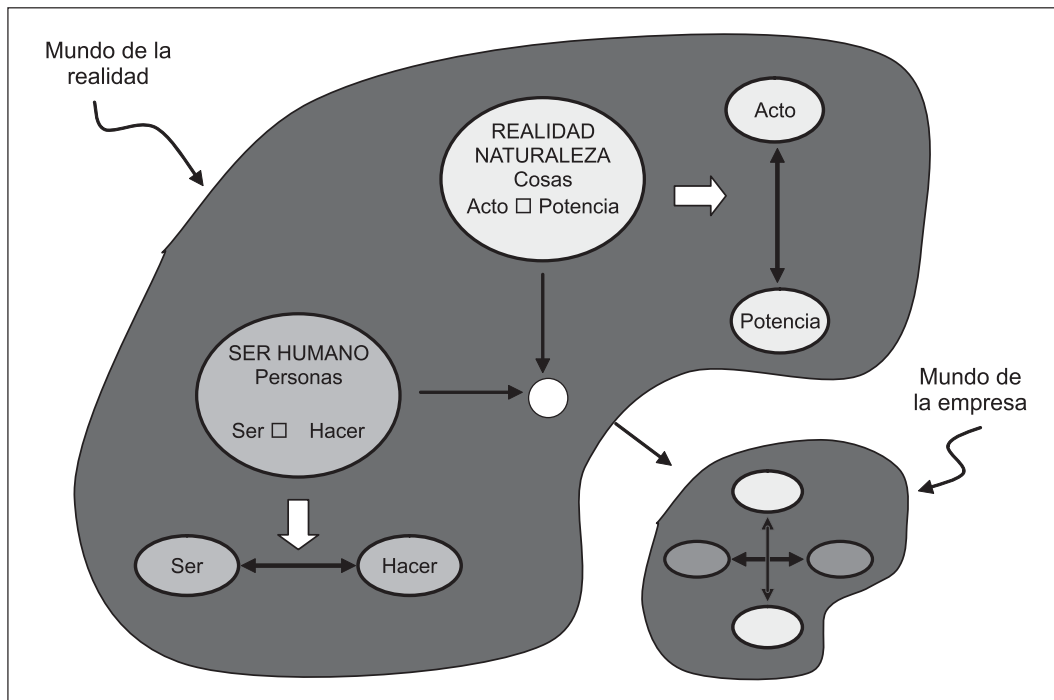 Mundo de la
realidad
REALIDAD
NATURALEZA
Cosas
Acto □ Potencia
Acto
Potencia
SER HUMANO
Personas
Ser □ Hacer
Ser
Hacer
Mundo de
la empresa